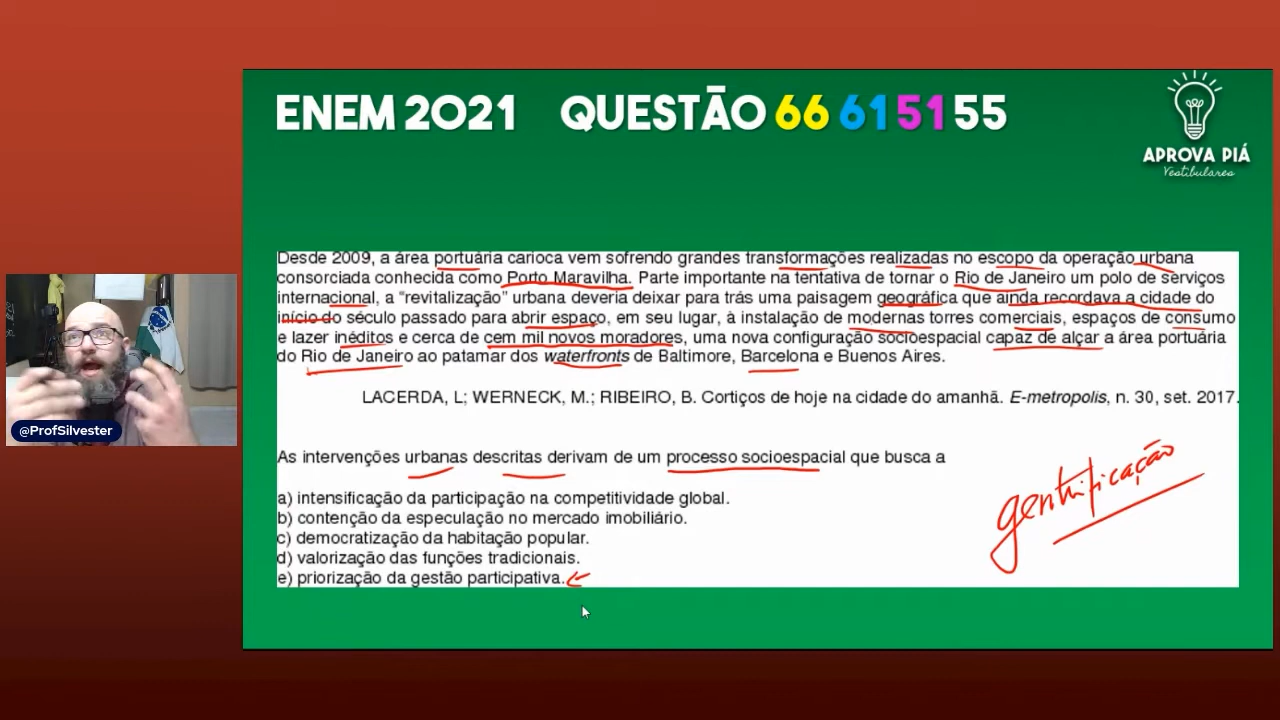 ENEM 2021 QUESTÃO 66 61 51 55
APROVA PIÁ
Vestibulares
Desde 2009, a área portuária carioca vem sofrendo grandes transformações realizadas no escopo da operação urbana
consorciada conhecida como Porto Maravilha. Parte importante na tentativa de tornar o Rio de Janeiro um polo de serviços
internacional, a “revitalização” urbana deveria deixar para trás uma paisagem geográfica que ainda recordava a cidade do
início do século passado para abrir espaço, em seu lugar, à instalação de modernas torres comerciais, espaços de consumo
e lazer inéditos e cerca de cem mil novos moradores, uma nova configuração socioespacial capaz de alçar a área portuária
do Rio de Janeiro ao patamar dos waterfronts de Baltimore, Barcelona e Buenos Aires.
LACERDA, L; WERNECK, M.; RIBEIRO, B. Cortiços de hoje na cidade do amanhã. E-metropolis, n. 30, set. 2017.
As intervenções urbanas descritas derivam de um processo socioespacial que busca a
a) intensificação da participação na competitividade global.
b) contenção da especulação no mercado imobiliário.
c) democratização da habitação popular.
d) valorização das funções tradicionais.
e) priorização da gestão participativa.
gentrificação
@ProfSilvester